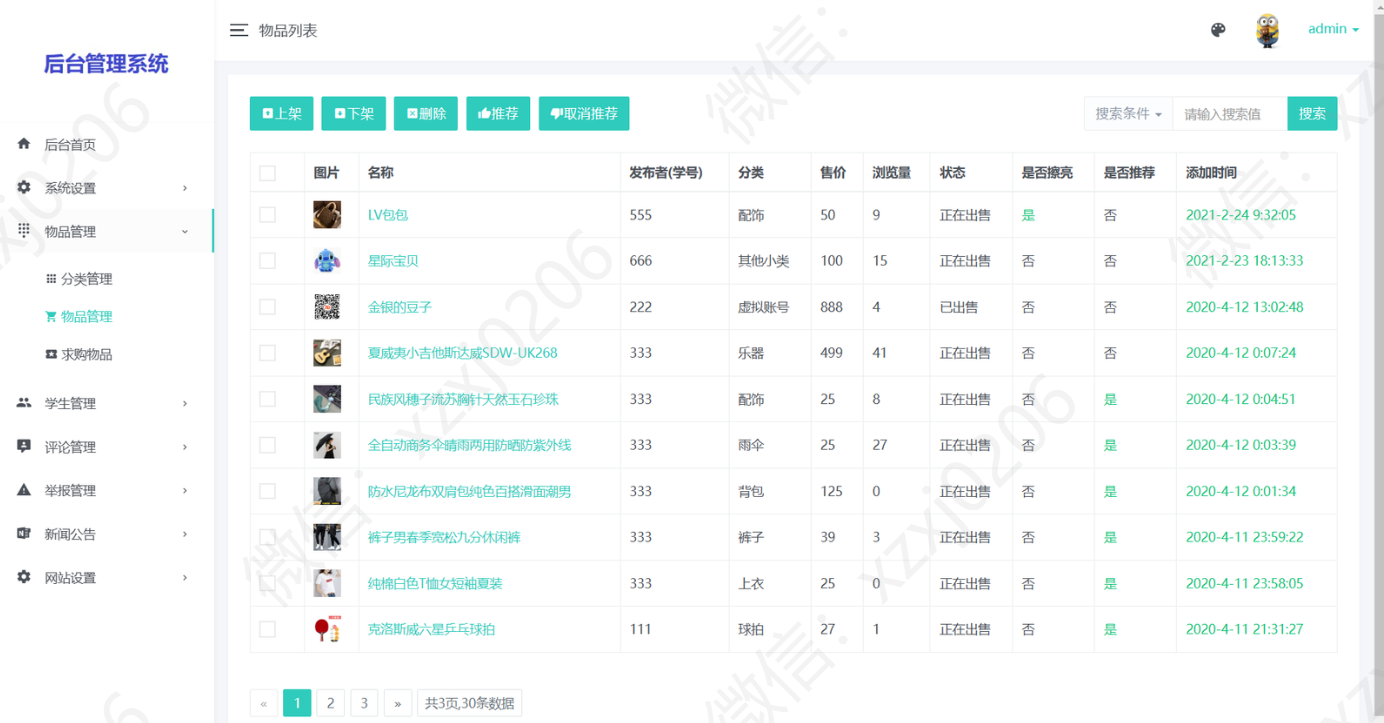 物品列表
admin
后台管理系统
上架 下架 删除 推荐 取消推荐 搜索条件 请输入搜索值 搜索
后台首页
系统设置
物品管理
分类管理
物品管理
求购物品
学生管理
评论管理
举报管理
新闻公告
网站设置
图片 名称 发布者(学号) 分类 售价 浏览量 状态 是否擦亮 是否推荐 添加时间
LV包包 555 配饰 50 9 正在出售 是 否 2021-2-24 9:32:05
星际宝贝 666 其他小类 100 15 正在出售 否 否 2021-2-23 18:13:33
金银的豆子 222 虚拟账号 888 4 已出售 否 否 2020-4-12 13:02:48
夏威夷小吉他斯达威SDW-UK268 333 乐器 499 41 正在出售 否 否 2020-4-12 0:07:24
民族风穗子流苏胸针天然玉石珍珠 333 配饰 25 8 正在出售 否 是 2020-4-12 0:04:51
全自动商务伞晴雨两用防晒防紫外线 333 雨伞 25 27 正在出售 否 是 2020-4-12 0:03:39
防水尼龙布双肩包纯色百搭滑面潮男 333 背包 125 0 正在出售 否 是 2020-4-12 0:01:34
裤子男春季宽松九分休闲裤 333 裤子 39 3 正在出售 否 是 2020-4-11 23:59:22
纯棉白色T恤女短袖夏装 333 上衣 25 0 正在出售 否 是 2020-4-11 23:58:05
克洛斯威六星乒乓球拍 111 球拍 27 1 正在出售 否 是 2020-4-11 21:31:27
« 1 2 3 » 共3页,30条数据
微信：xzxj0206
微信：xzxj0206
微信：
微信：
微信：
xzxj0206